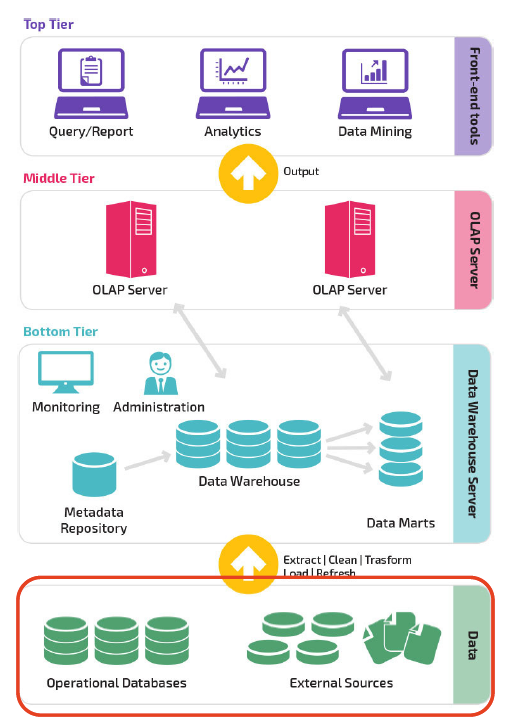 Top Tier
Query/Report
Analytics
Data Mining
Front-end tools
Output
Middle Tier
OLAP Server
OLAP Server
OLAP Server
Bottom Tier
Monitoring
Administration
Data Warehouse
Metadata
Repository
Data Marts
Data Warehouse Server
Extract | Clean | Trasform
Load | Refresh
Operational Databases
External Sources
Data